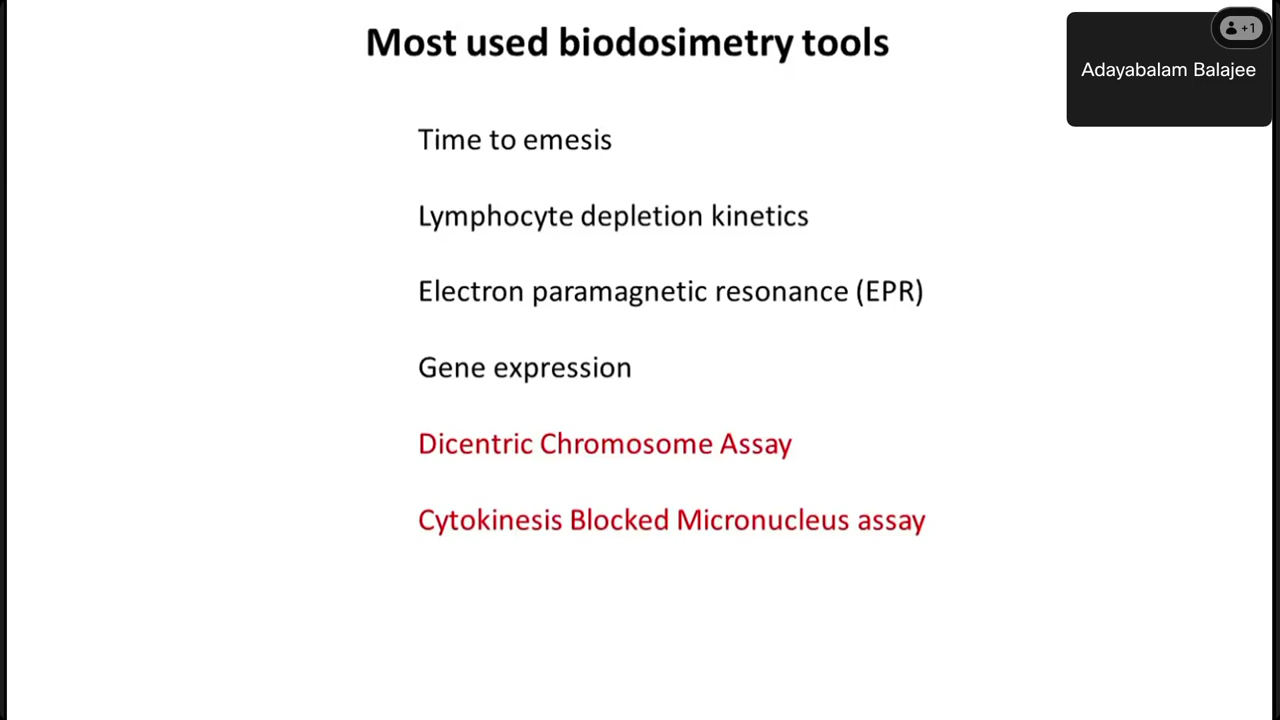 Most used biodosimetry tools
+1
Adayabalam Balajee
Time to emesis
Lymphocyte depletion kinetics
Electron paramagnetic resonance (EPR)
Gene expression
Dicentric Chromosome Assay
Cytokinesis Blocked Micronucleus assay